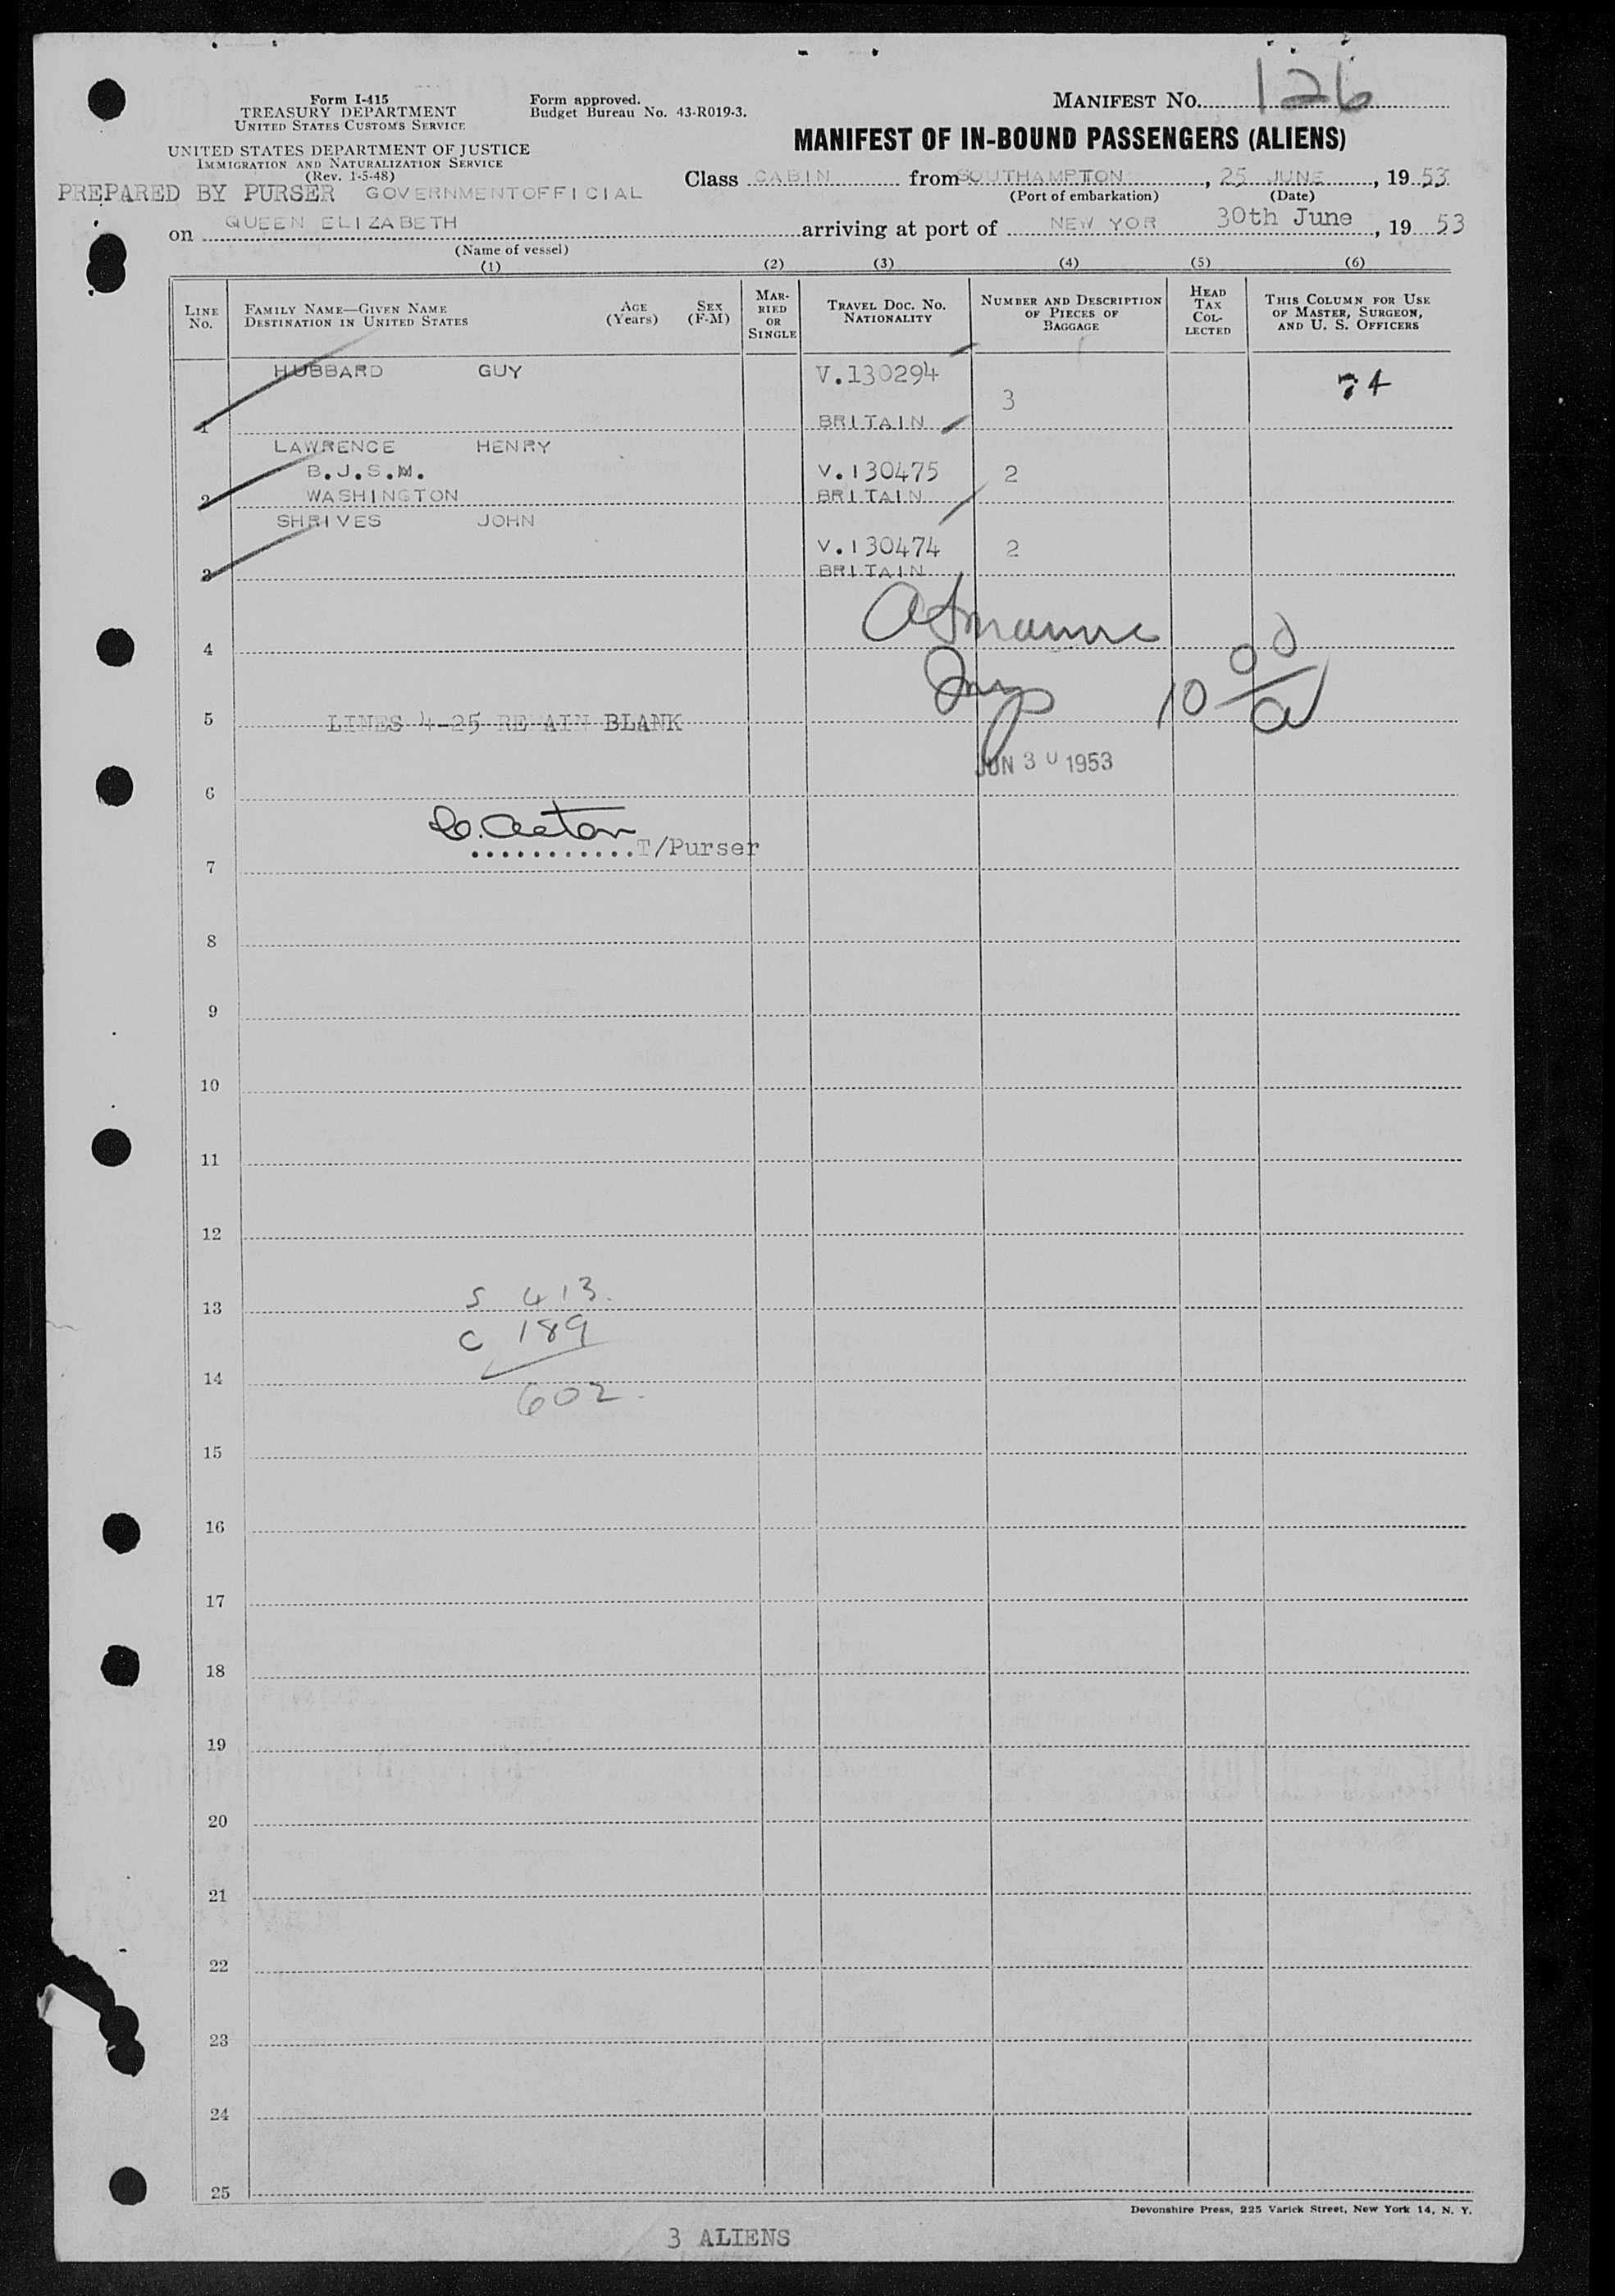 MANIFEST NO. 126
Form I-415
TREASURY DEPARTMENT
UNITED STATES CUSTOMS SERVICE
Form approved.
Budget Bureau No. 43-R019-3.
MANIFEST OF IN-BOUND PASSENGERS (ALIENS)
UNITED STATES DEPARTMENT OF JUSTICE
IMMIGRATION AND NATURALIZATION SERVICE
(Rev. 1-5-48)
PREPARED BY PURSER GOVERNMENTOFFICIAL
Class CABIN from SOUTHAMPTON, 25 JUNE, 19 53
(Port of embarkation) (Date)
on QUEEN ELIZABETH arriving at port of NEW YOR 30th June, 19 53
(Name of vessel)
(1) (2) (3) (4) (5) (6)
LINE No.
FAMILY NAME—GIVEN NAME
DESTINATION IN UNITED STATES
AGE (Years)
SEX (F-M)
MARRIED OR SINGLE
TRAVEL DOC. NO. NATIONALITY
NUMBER AND DESCRIPTION OF PIECES OF BAGGAGE
HEAD TAX COLLECTED
THIS COLUMN FOR USE OF MASTER, SURGEON, AND U. S. OFFICERS
HUBBARD GUY V.130294
3 74
1 BRITAIN
LAWRENCE HENRY
B.J.S.M. V.130475 2
2 WASHINGTON BRITAIN
SHRIVES JOHN
V.130474 2
3 BRITAIN
4
Insp 10
5 LINES 4-25 RE AIN BLANK
JUN 30 1953
6
C. Acton
T/Purser
7
8
9
10
11
12
S 413.
13
C 189
14
602.
15
16
17
18
19
20
21
22
23
24
25
Devonshire Press, 225 Varick Street, New York 14, N. Y.
3 ALIENS